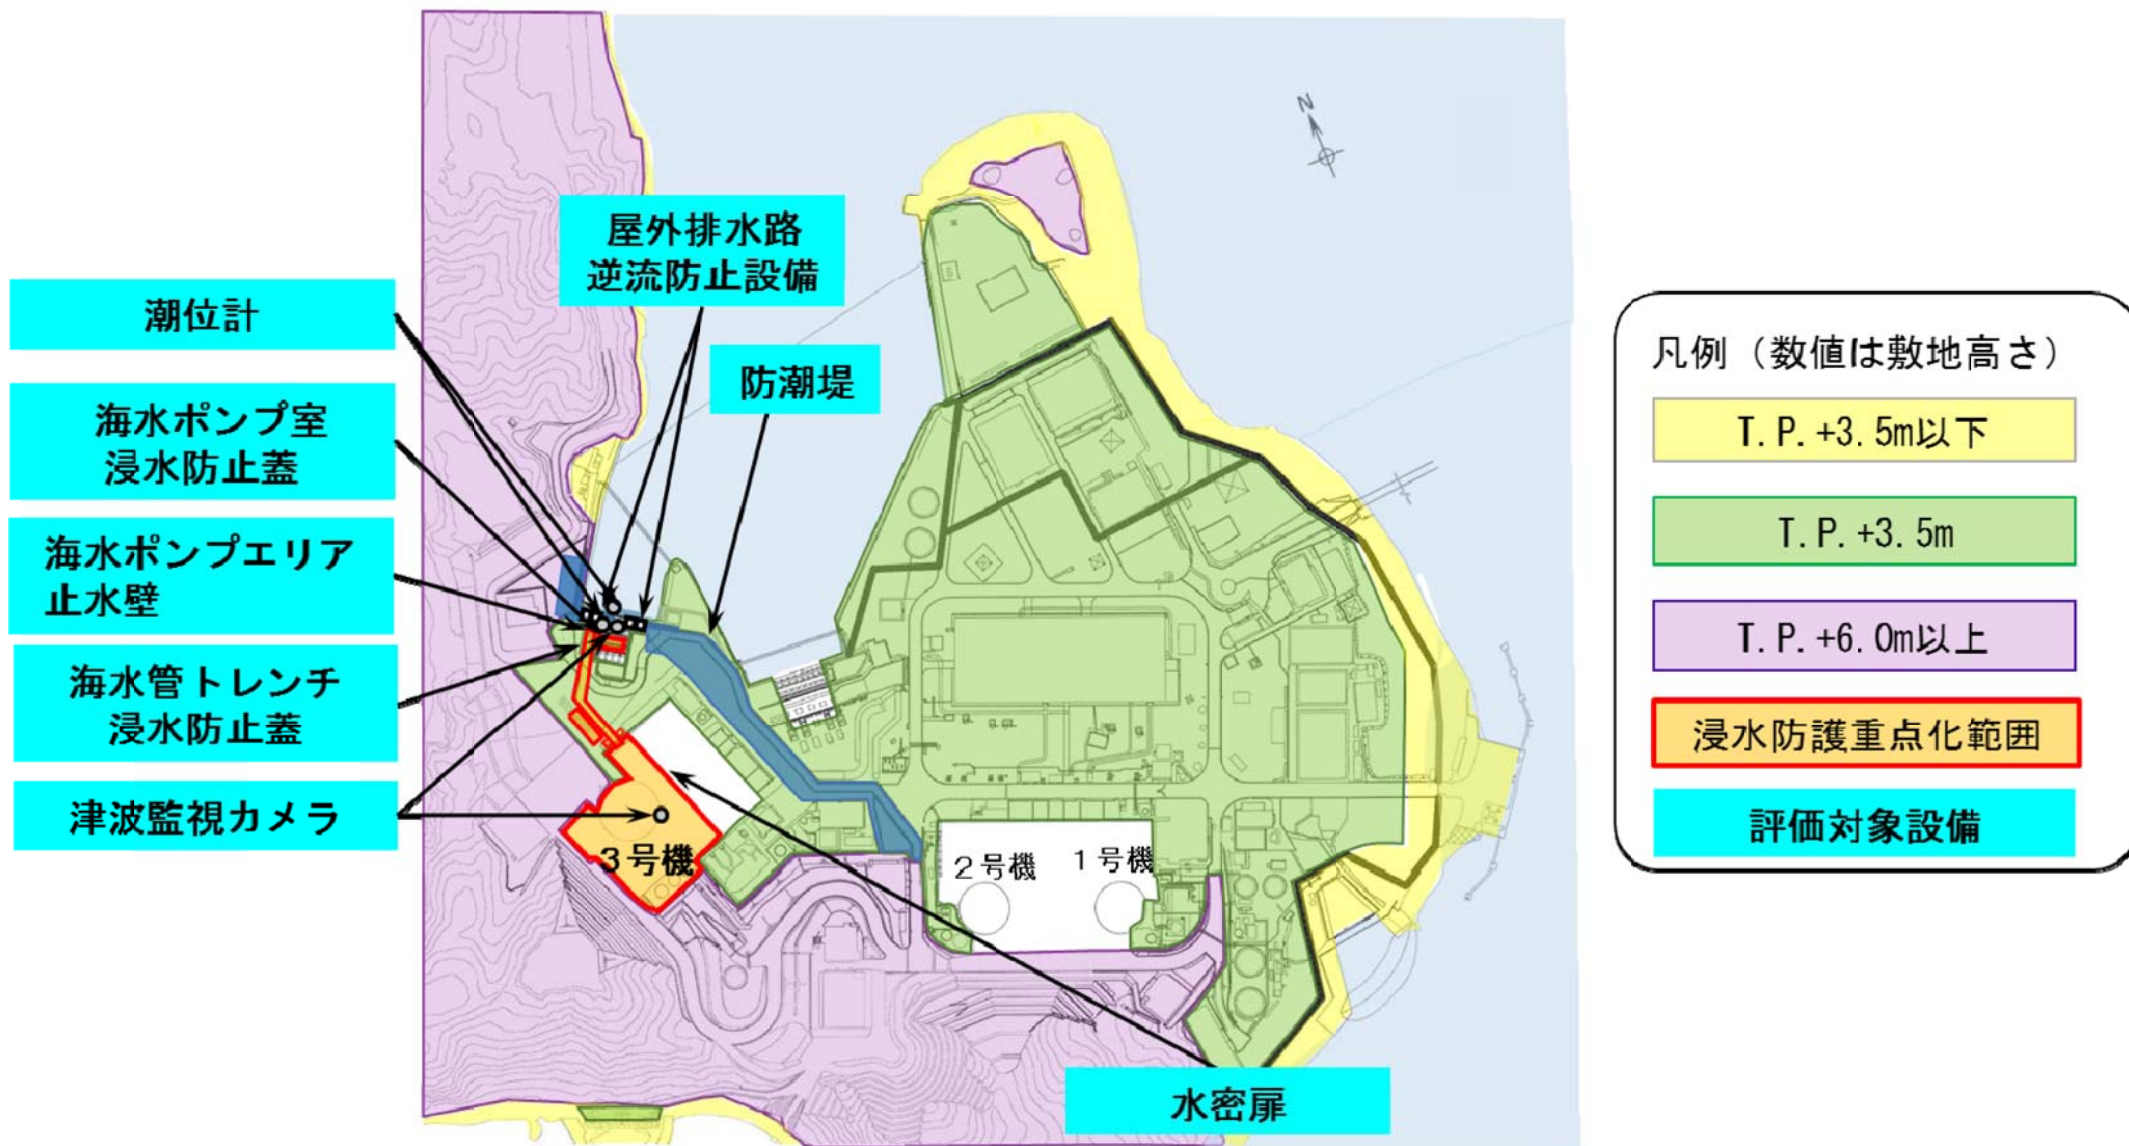 N
屋外排水路
逆流防止設備
潮位計
防潮堤
海水ポンプ室
浸水防止蓋
海水ポンプエリア
止水壁
海水管トレンチ
浸水防止蓋
津波監視カメラ
3号機
2号機
1号機
水密扉
凡例（数値は敷地高さ）
T.P.+3.5m以下
T.P.+3.5m
T.P.+6.0m以上
浸水防護重点化範囲
評価対象設備